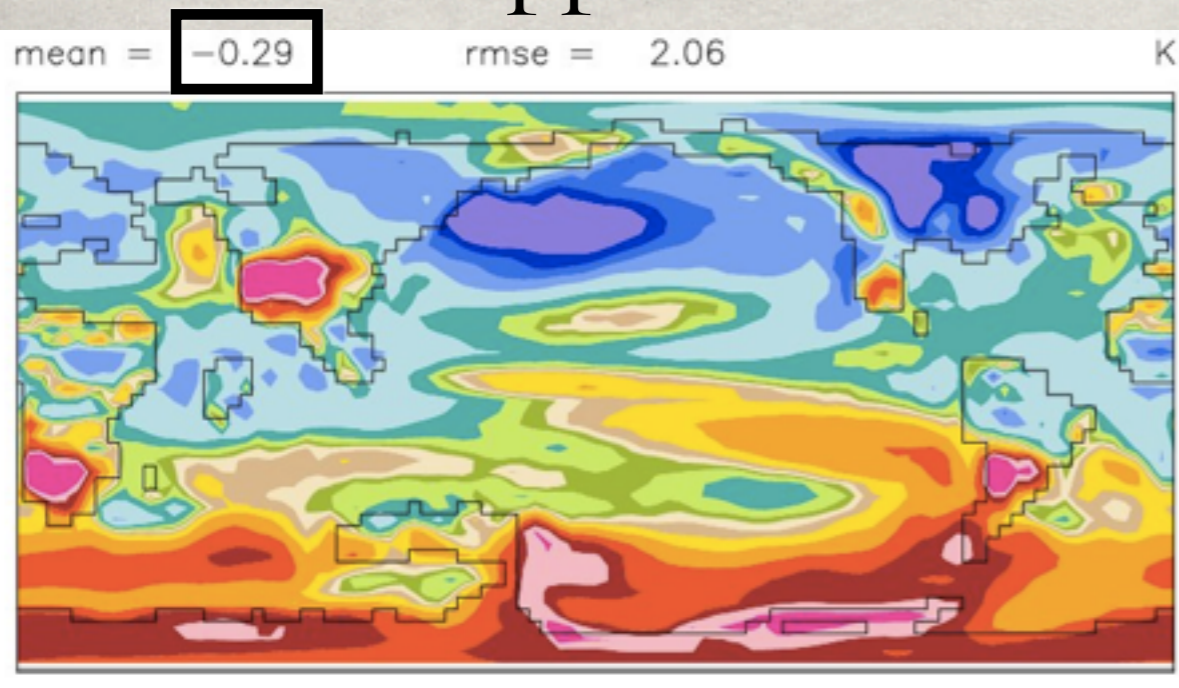 mean = −0.29 rmse = 2.06 K